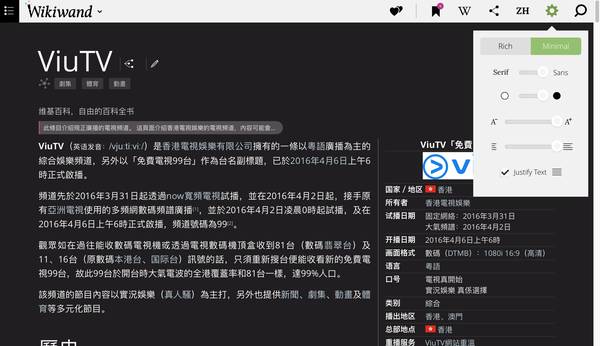 Wikiwand
W
ZH
Rich
Minimal
Serif
Sans
A-
A+
Justify Text
ViuTV
劇集
體育
動畫
維基百科，自由的百科全书
此條目介紹現正廣播的電視頻道。 這頁面介紹香港電視娛樂的電視頻道，內容可能會...
ViuTV（英语发音：/vjuːtiːviː/）是香港電視娛樂有限公司擁有的一條以粵語廣播為主的
綜合娛樂頻道，另外以「免費電視99台」作為台名副標題，已於2016年4月6日上午6
時正式啟播。
頻道先於2016年3月31日起透過now寬頻電視試播，並在2016年4月2日起，接手原
有亞洲電視使用的多頻網數碼頻譜廣播[1]，並於2016年4月2日凌晨0時起試播，及在
2016年4月6日上午6時正式啟播，頻道號碼為99[2]。
觀眾如在過往能收數碼電視機或透過電視數碼機頂盒收到81台（數碼翡翠台）及
11、16台（原數碼本港台、国际台）訊號的話，只須重新搜台便能收看新的免費電
視99台，故此99台於開台時大氣電波的全港覆蓋率和81台一樣，達99%人口。
該頻道的節目內容以實況娛樂（真人騷）為主打，另外也提供新聞、劇集、動畫及體
育等多元化節目。
歷史
ViuTV「免費
國家 / 地區 香港
所有者 香港電視娛樂
试播日期 固定網絡：2016年3月31日
大氣頻譜：2016年4月2日
开播日期 2016年4月6日上午6時
画面格式 數碼（DTMB）：1080i 16:9（高清）
语言 粵語
口号 電視真開始
實況娛樂 真係選擇
类别 綜合
播出地区 香港、澳門
总部地点 香港
重播服务 ViuTV網站重溫